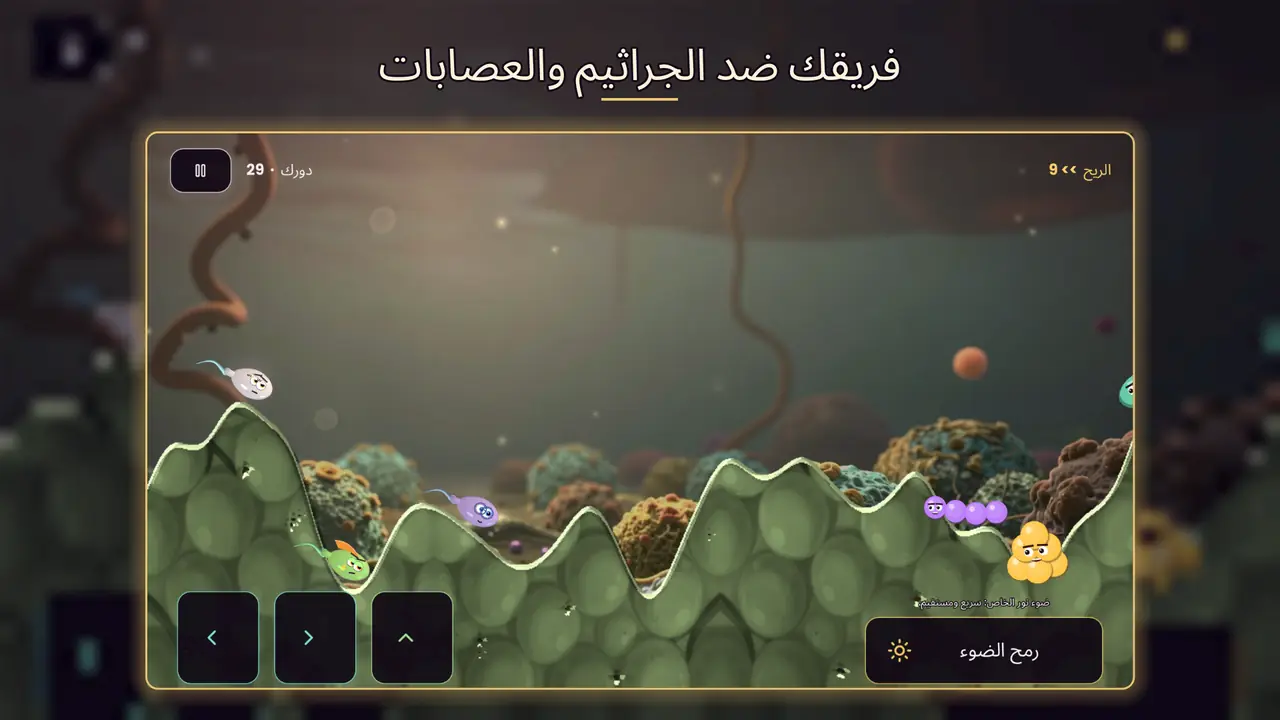 فريقك ضد الجراثيم والعصابات
دورك · 29
الريح >> 9
ضوء نور الخاص: سريع ومستقيم.
رمح الضوء